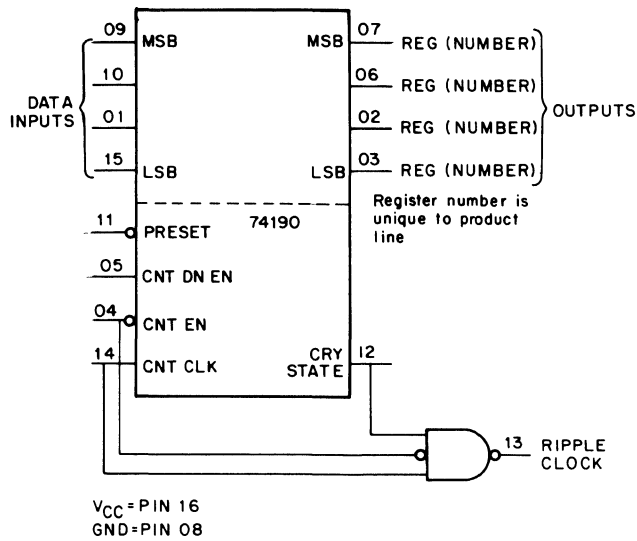 09 MSB MSB 07 REG (NUMBER)
10 06 REG (NUMBER)
DATA INPUTS
01 02 REG (NUMBER)
OUTPUTS
15 LSB LSB 03 REG (NUMBER)
Register number is
unique to product
line
74190
11 PRESET
05 CNT DN EN
04 CNT EN
14 CNT CLK
CRY
STATE 12
13 RIPPLE
CLOCK
VCC=PIN 16
GND=PIN 08